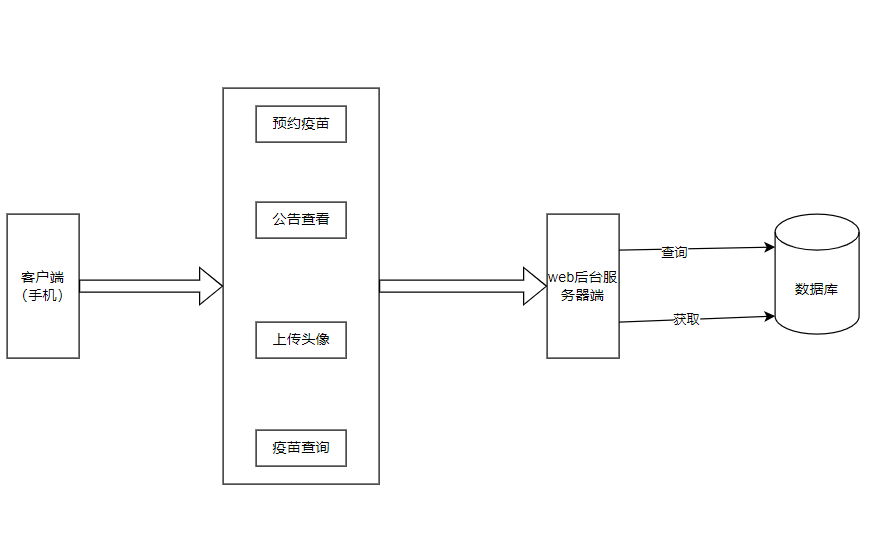 预约疫苗
公告查看
客户端
（手机）
web后台服
务器端
查询
数据库
获取
上传头像
疫苗查询